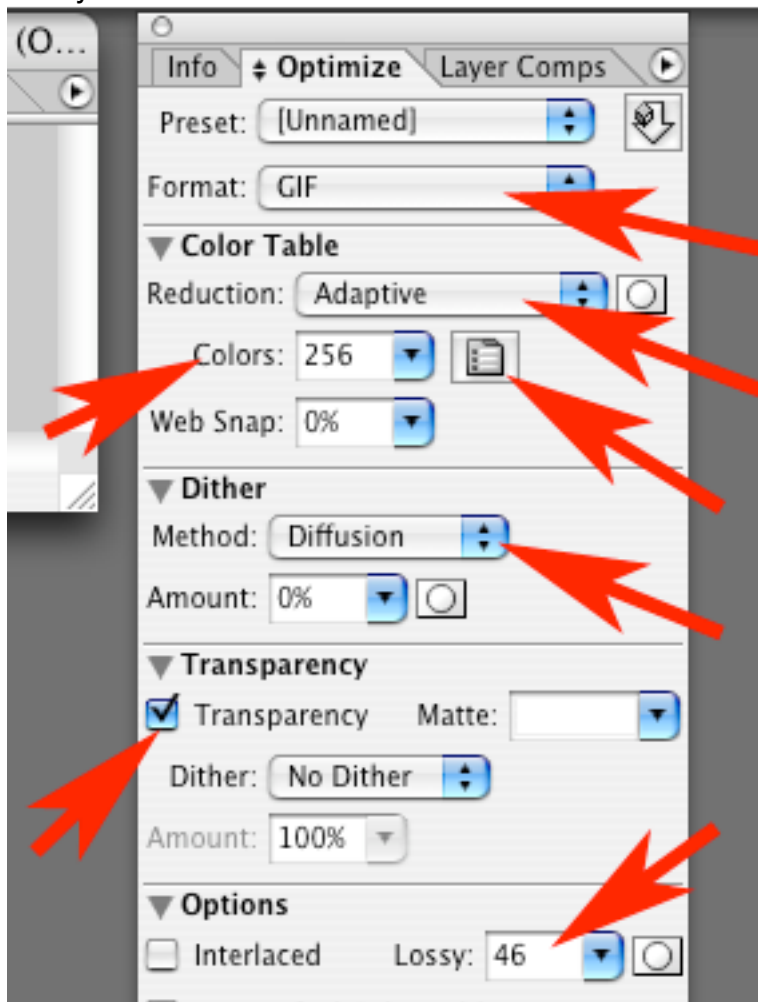 (O...
Info Optimize Layer Comps
Preset: [Unnamed]
Format: GIF
Color Table
Reduction: Adaptive
Colors: 256
Web Snap: 0%
Dither
Method: Diffusion
Amount: 0%
Transparency
Transparency Matte:
Dither: No Dither
Amount: 100%
Options
Interlaced Lossy: 46